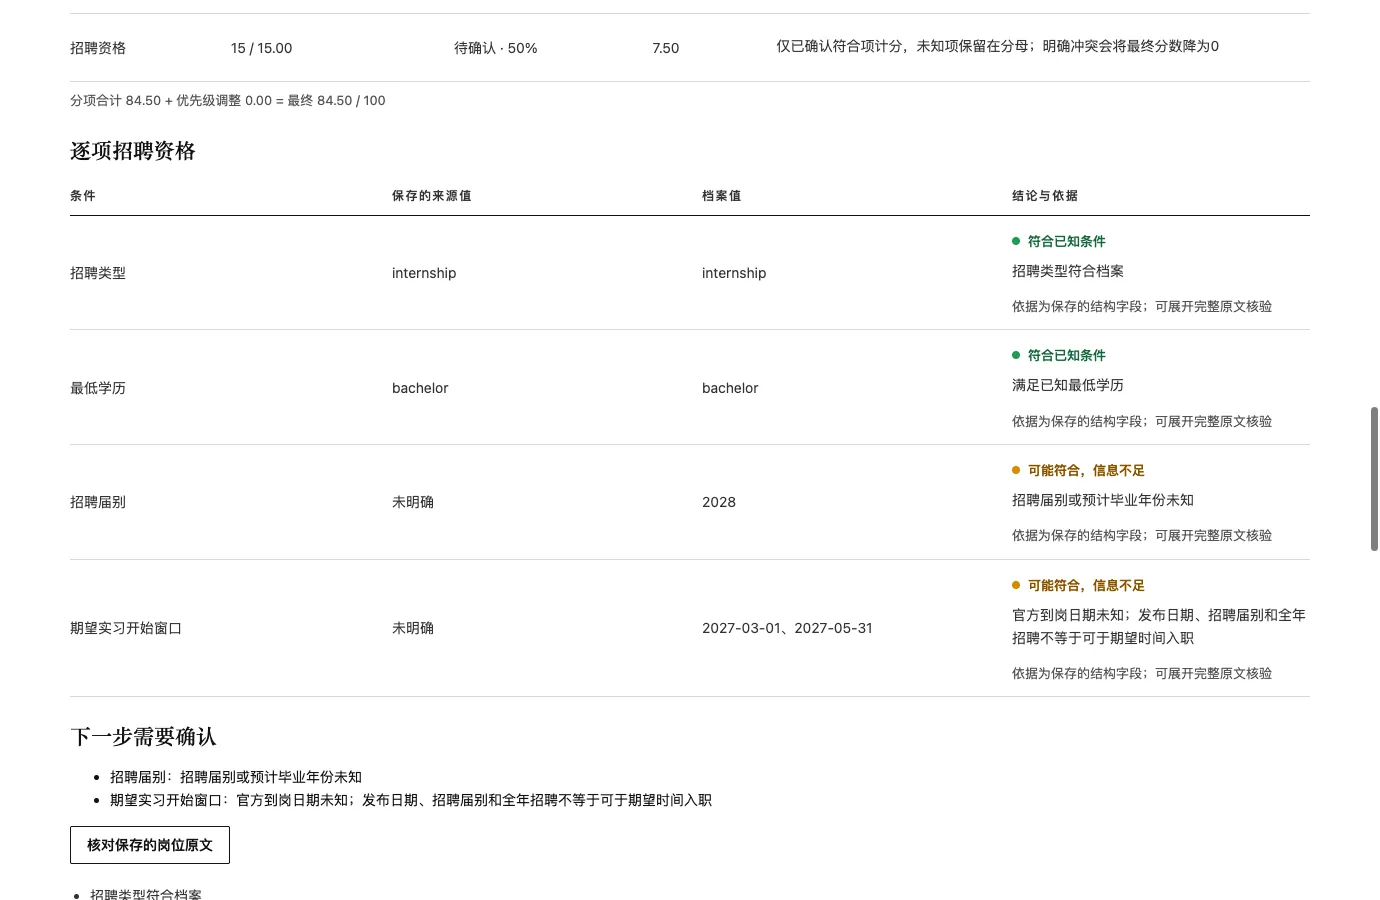 招聘资格 15 / 15.00 待确认 · 50% 7.50 仅已确认符合项计分，未知项保留在分母；明确冲突会将最终分数降为0
分项合计 84.50 + 优先级调整 0.00 = 最终 84.50 / 100
逐项招聘资格
条件 保存的来源值 档案值 结论与依据
招聘类型 internship internship 符合已知条件
招聘类型符合档案
依据为保存的结构字段；可展开完整原文核验
最低学历 bachelor bachelor 符合已知条件
满足已知最低学历
依据为保存的结构字段；可展开完整原文核验
招聘届别 未明确 2028 可能符合，信息不足
招聘届别或预计毕业年份未知
依据为保存的结构字段；可展开完整原文核验
期望实习开始窗口 未明确 2027-03-01、2027-05-31 可能符合，信息不足
官方到岗日期未知；发布日期、招聘届别和全年
招聘不等于可于期望时间入职
依据为保存的结构字段；可展开完整原文核验
下一步需要确认
招聘届别：招聘届别或预计毕业年份未知
期望实习开始窗口：官方到岗日期未知；发布日期、招聘届别和全年招聘不等于可于期望时间入职
核对保存的岗位原文
招聘类型符合档案